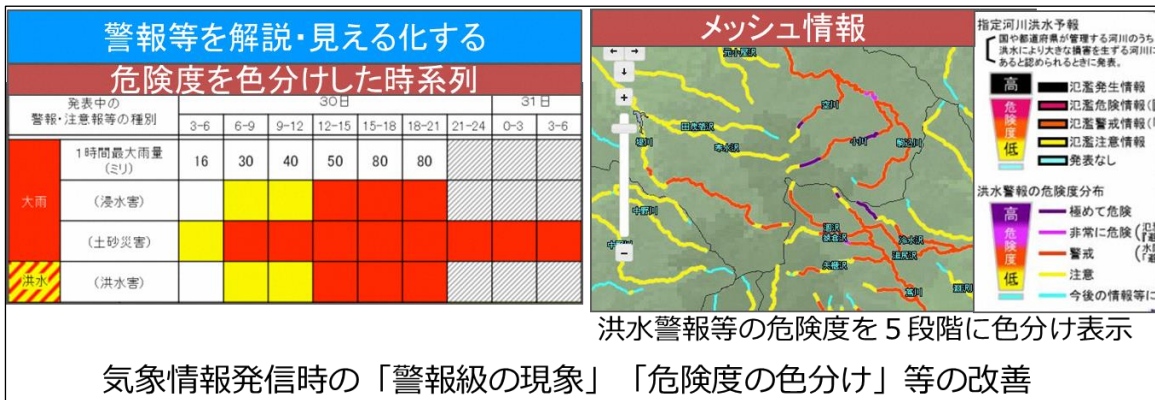 警報等を解説・見える化する
危険度を色分けした時系列
発表中の
警報・注意報等の種別
30日
31日
3-6 6-9 9-12 12-15 15-18 18-21 21-24 0-3 3-6
大雨
1時間最大雨量
(ミリ)
16 30 40 50 80 80
(浸水害)
(土砂災害)
洪水
(洪水害)
メッシュ情報
空川
小川
中野川
矢櫃沢
指定河川洪水予報
国や都道府県が管理する河川のうち
洪水により大きな損害を生ずる河川に
あると認められるときに発表。
高
危険度
低
氾濫発生情報
氾濫危険情報(
氾濫警戒情報(「
氾濫注意情報
発表なし
洪水警報の危険度分布
高
危険度
低
極めて危険
非常に危険
警戒
注意
今後の情報等に
洪水警報等の危険度を5段階に色分け表示
気象情報発信時の「警報級の現象」「危険度の色分け」等の改善